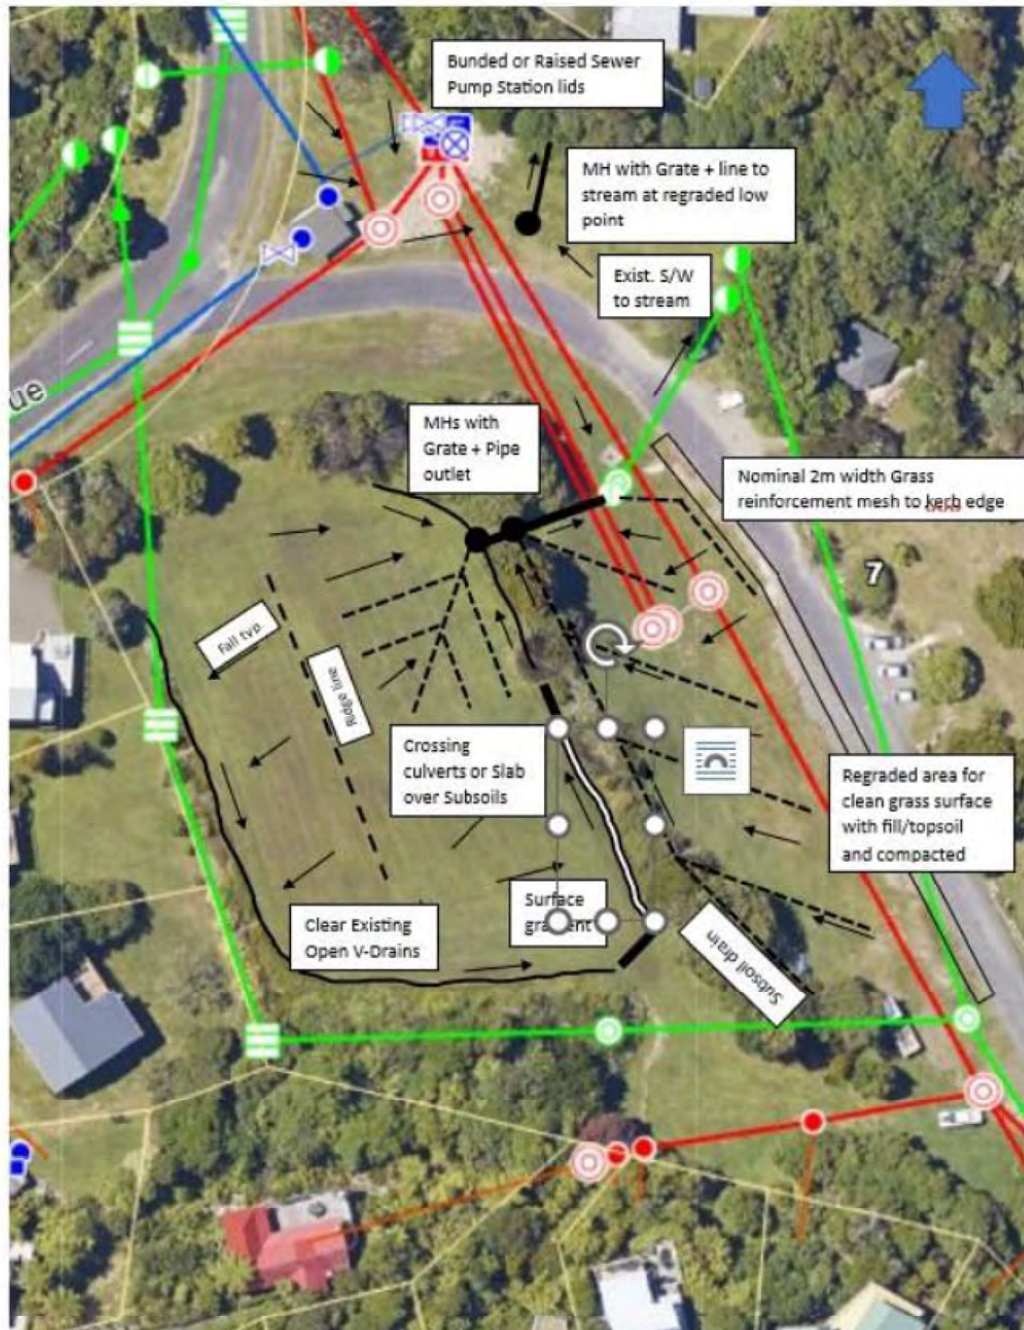 Bunded or Raised Sewer
Pump Station lids
MH with Grate + line to
stream at regraded low
point
Exist. S/W
to stream
ue
MHs with
Grate + Pipe
outlet
Nominal 2m width Grass
reinforcement mesh to kerb edge
7
Fall typ.
Ridge line
Crossing
culverts or Slab
over Subsoils
Regraded area for
clean grass surface
with fill/topsoil
and compacted
Surface
gradient
Clear Existing
Open V-Drains
Subsoil drain